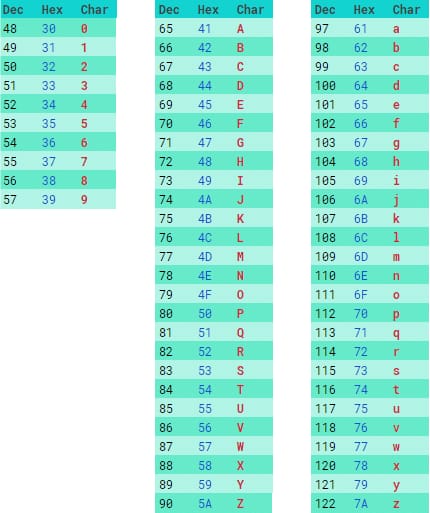 Dec Hex Char
48 30 0
49 31 1
50 32 2
51 33 3
52 34 4
53 35 5
54 36 6
55 37 7
56 38 8
57 39 9
Dec Hex Char
65 41 A
66 42 B
67 43 C
68 44 D
69 45 E
70 46 F
71 47 G
72 48 H
73 49 I
74 4A J
75 4B K
76 4C L
77 4D M
78 4E N
79 4F O
80 50 P
81 51 Q
82 52 R
83 53 S
84 54 T
85 55 U
86 56 V
87 57 W
88 58 X
89 59 Y
90 5A Z
Dec Hex Char
97 61 a
98 62 b
99 63 c
100 64 d
101 65 e
102 66 f
103 67 g
104 68 h
105 69 i
106 6A j
107 6B k
108 6C l
109 6D m
110 6E n
111 6F o
112 70 p
113 71 q
114 72 r
115 73 s
116 74 t
117 75 u
118 76 v
119 77 w
120 78 x
121 79 y
122 7A z